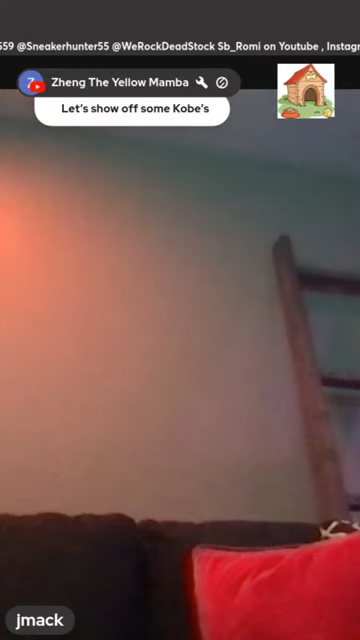 559 @Sneakerhunter55 @WeRockDeadStock Sb_Romi on Youtube , Instagr
Z Zheng The Yellow Mamba
Let's show off some Kobe's
jmack